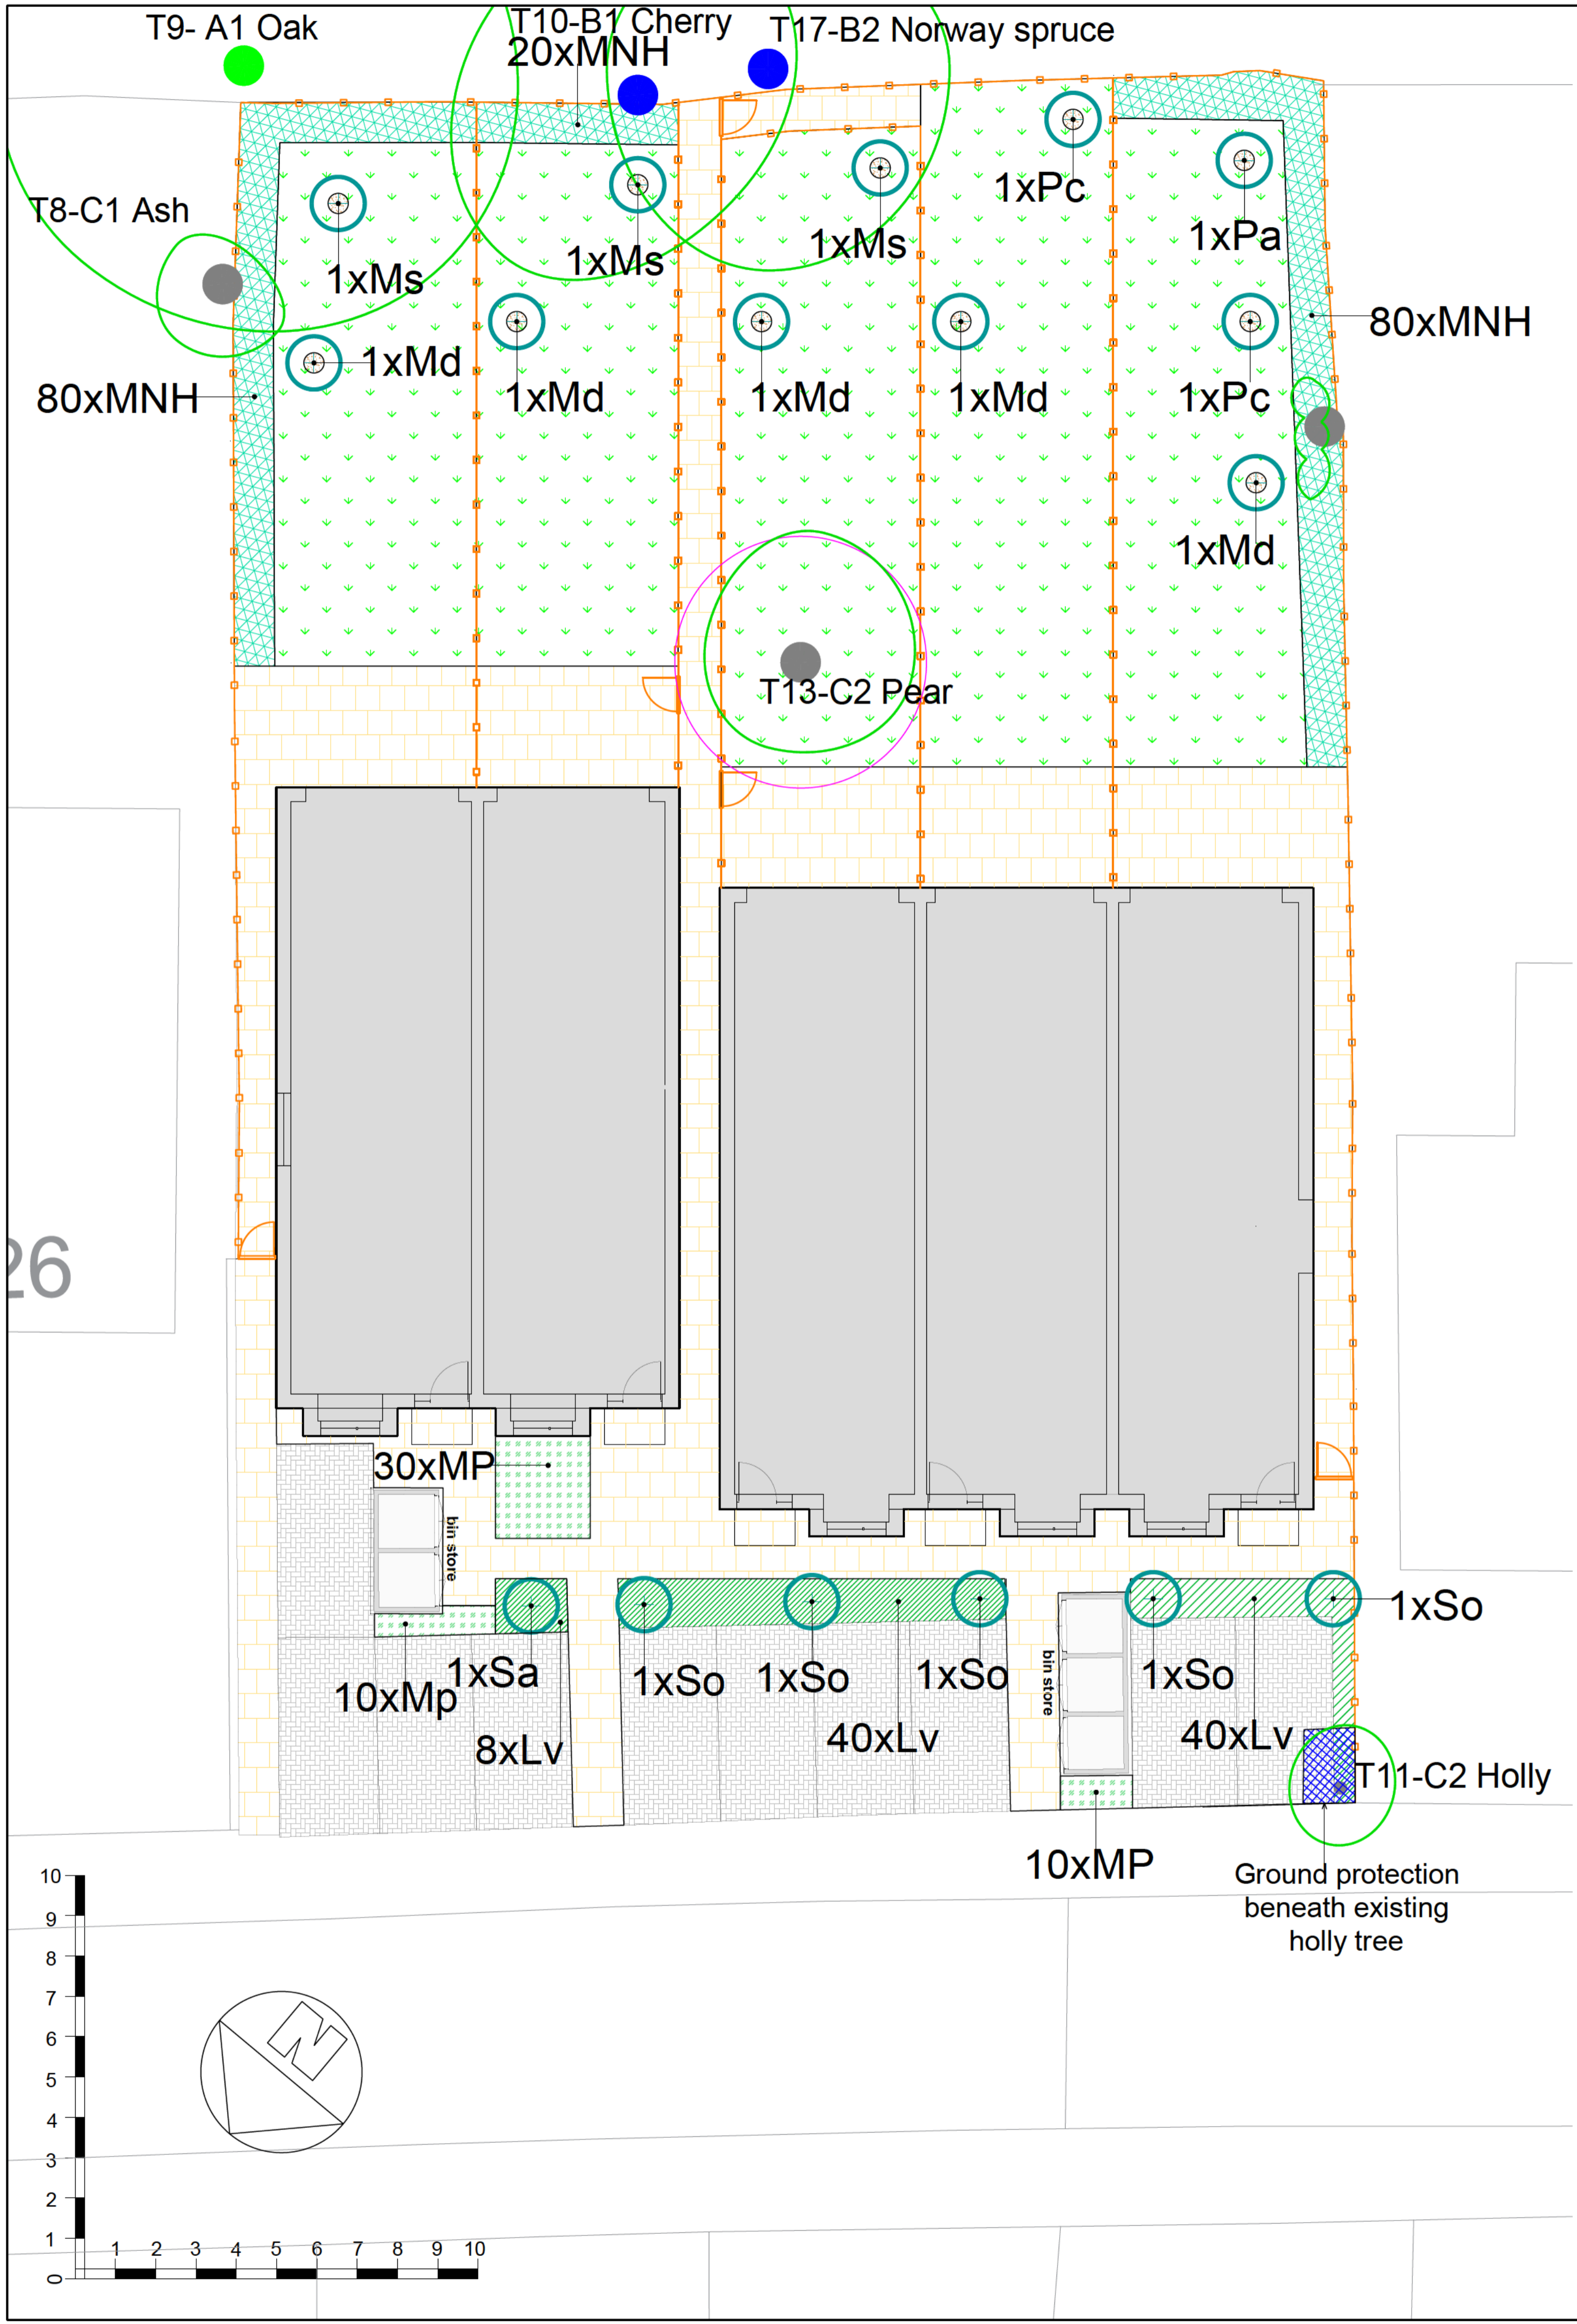 T9- A1 Oak
T10-B1 Cherry
20xMNH
T17-B2 Norway spruce
T8-C1 Ash
1xMs
1xMs
1xMs
1xPc
1xPa
80xMNH
80xMNH
1xMd
1xMd
1xMd
1xMd
1xPc
1xMd
T13-C2 Pear
26
30xMP
bin store
10xMp
1xSa
8xLv
1xSo
1xSo
1xSo
40xLv
bin store
1xSo
1xSo
40xLv
T11-C2 Holly
10xMP
Ground protection
beneath existing
holly tree
10
9
8
7
6
5
4
3
2
1
0
1 2 3 4 5 6 7 8 9 10
N